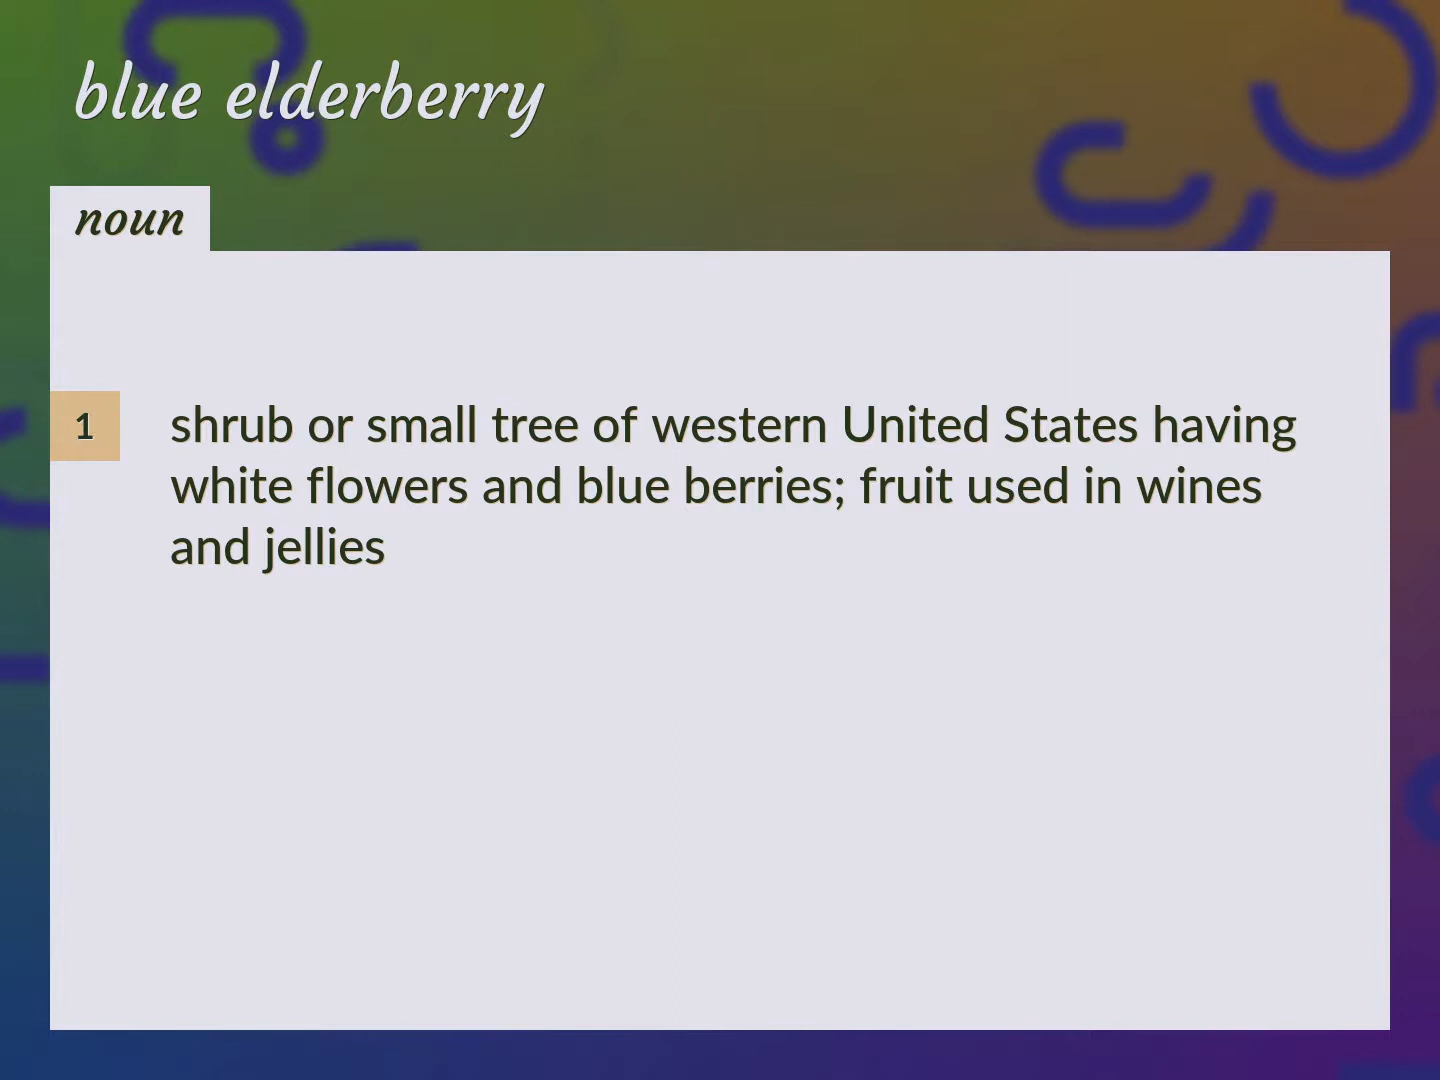 blue elderberry
noun
1
shrub or small tree of western United States having
white flowers and blue berries; fruit used in wines
and jellies